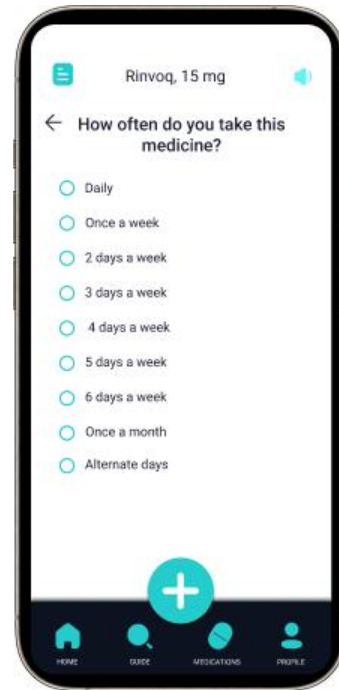 Rinvoq, 15 mg
How often do you take this
medicine?
Daily
Once a week
2 days a week
3 days a week
4 days a week
5 days a week
6 days a week
Once a month
Alternate days
HOME
GUIDE
MEDICATIONS
PROFILE